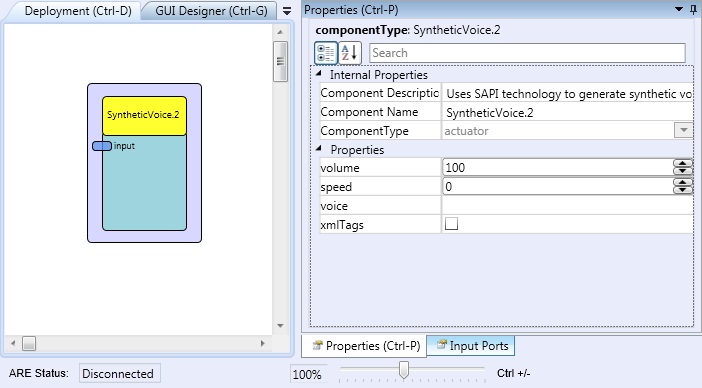 Deployment (Ctrl-D)
GUI Designer (Ctrl-G)
SyntheticVoice.2
input
Properties (Ctrl-P)
componentType: SyntheticVoice.2
A
Z
Search
Internal Properties
Component Descriptio Uses SAPI technology to generate synthetic vo
Component Name SyntheticVoice.2
ComponentType actuator
Properties
volume 100
speed 0
voice
xmlTags
Properties (Ctrl-P)
Input Ports
ARE Status: Disconnected
100%
Ctrl +/-